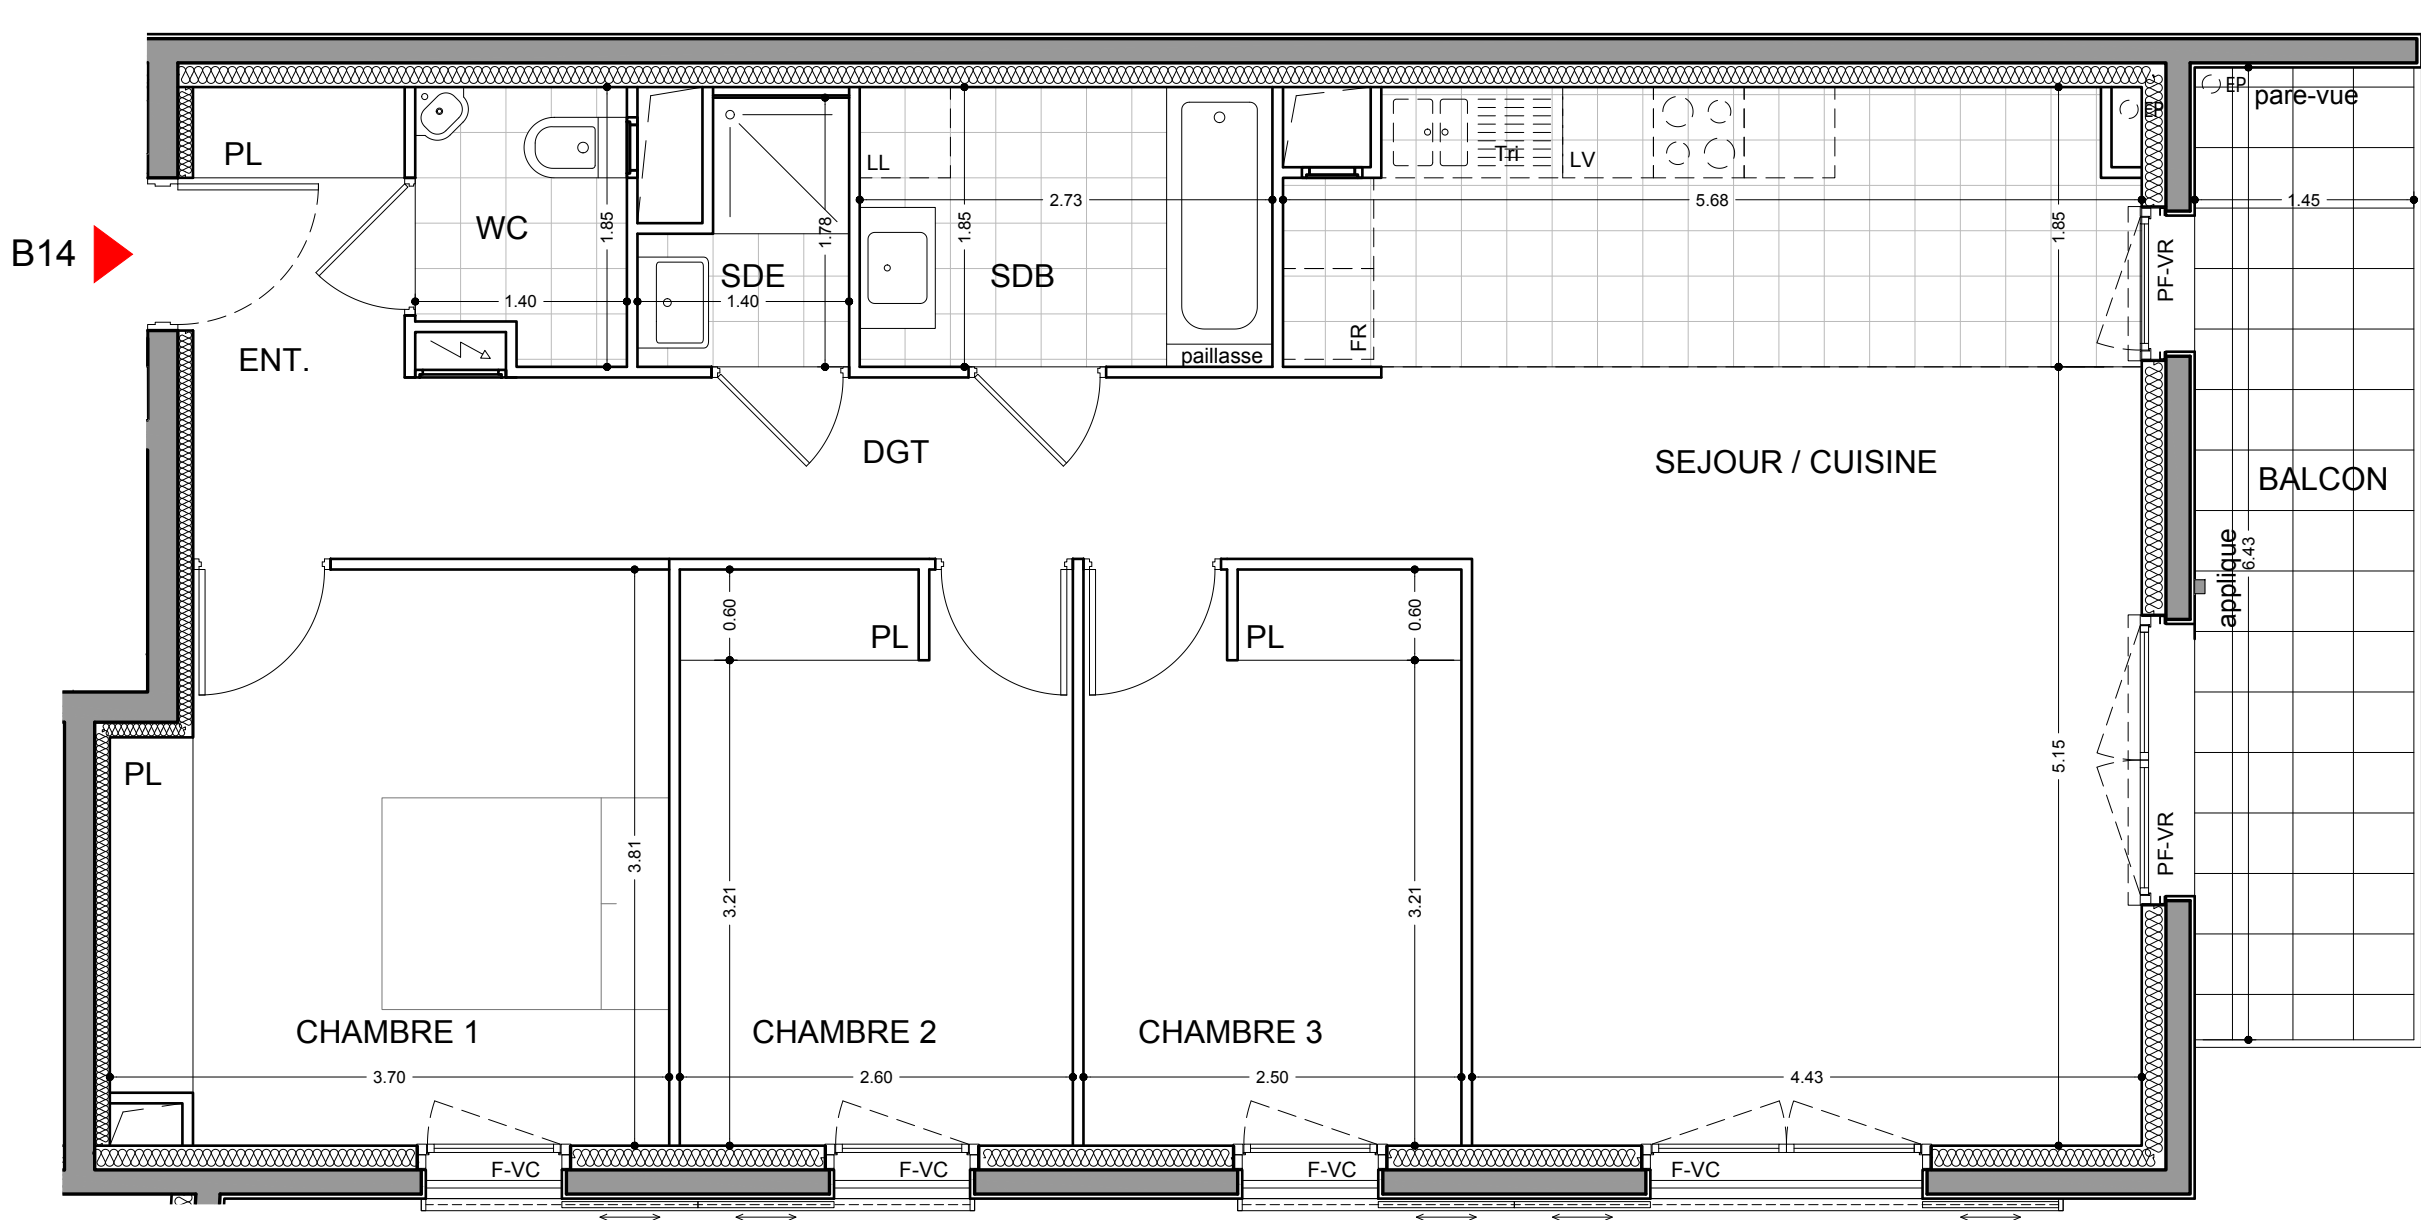 EP
pare-vue
EP
PL
LL
Tri
LV
2.73
5.68
1.45
B14
WC
1.85
1.78
1.85
1.85
SDE
SDB
PF-VR
1.40
1.40
FR
ENT.
paillasse
DGT
SEJOUR / CUISINE
BALCON
applique
6.43
0.60
PL
PL
0.60
PL
3.81
3.21
3.21
5.15
PF-VR
CHAMBRE 1
CHAMBRE 2
CHAMBRE 3
3.70
2.60
2.50
4.43
F-VC
F-VC
F-VC
F-VC